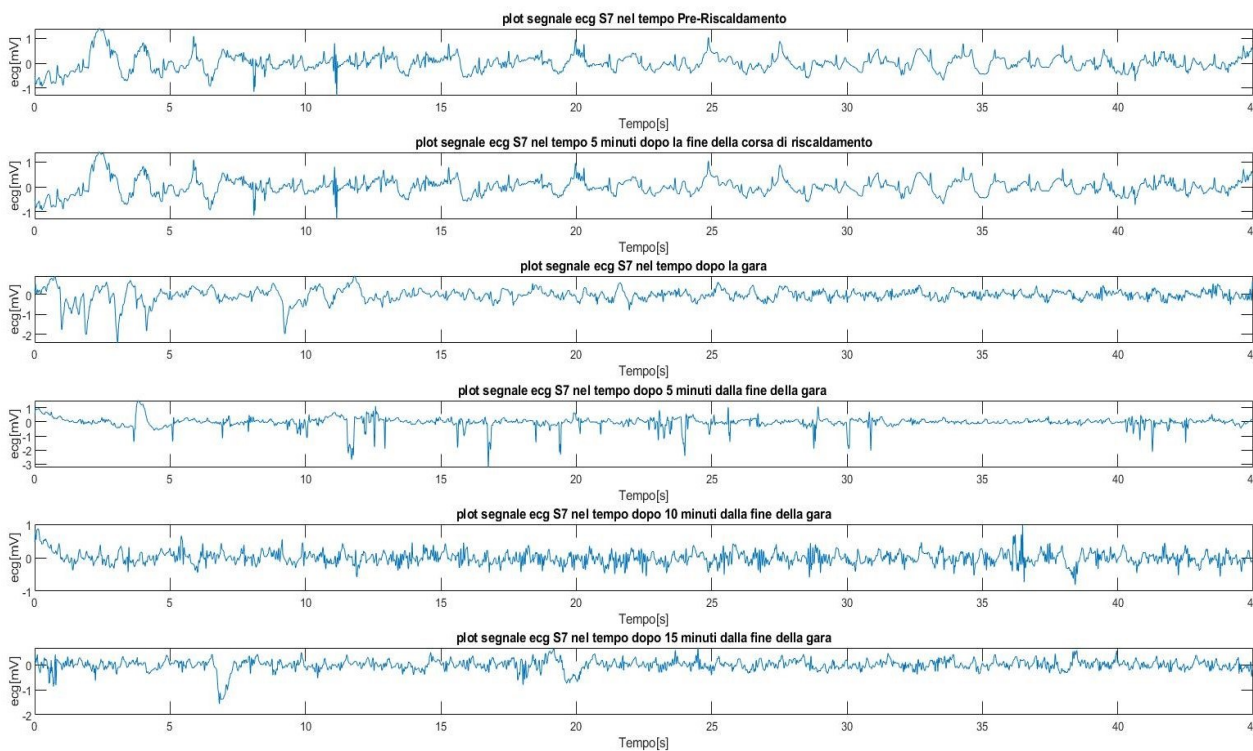 plot segnale ecg S7 nel tempo Pre-Riscaldamento
ecg[mV]
1
0
-1
0 5 10 15 20 25 30 35 40 4
Tempo[s]
plot segnale ecg S7 nel tempo 5 minuti dopo la fine della corsa di riscaldamento
ecg[mV]
1
0
-1
0 5 10 15 20 25 30 35 40 4
Tempo[s]
plot segnale ecg S7 nel tempo dopo la gara
ecg[mV]
0
-1
-2
0 5 10 15 20 25 30 35 40 4
Tempo[s]
plot segnale ecg S7 nel tempo dopo 5 minuti dalla fine della gara
ecg[mV]
1
0
-1
-2
-3
0 5 10 15 20 25 30 35 40 4
Tempo[s]
plot segnale ecg S7 nel tempo dopo 10 minuti dalla fine della gara
ecg[mV]
1
0
-1
0 5 10 15 20 25 30 35 40 4
Tempo[s]
plot segnale ecg S7 nel tempo dopo 15 minuti dalla fine della gara
ecg[mV]
0
-1
-2
0 5 10 15 20 25 30 35 40 4
Tempo[s]